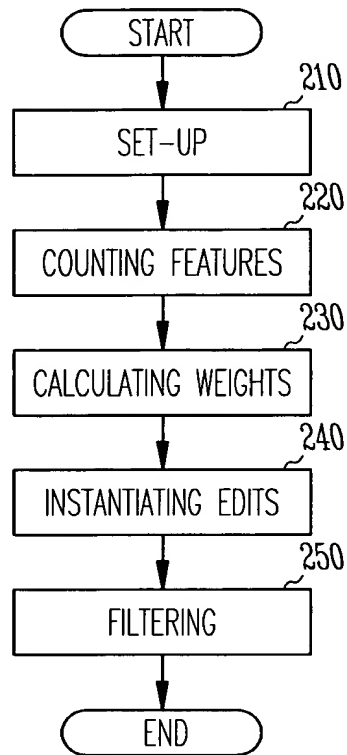 START
210
SET-UP
220
COUNTING FEATURES
230
CALCULATING WEIGHTS
240
INSTANTIATING EDITS
250
FILTERING
END